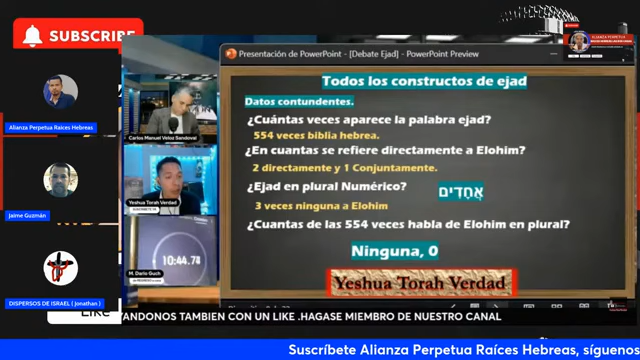 SUBSCRIBE
Alianza Perpetua Raíces Hebreas
Jaime Guzmán
DISPERSOS DE ISRAEL ( Jonathan )
Carlos Manuel Veloz Sandoval
Yeshua Torah Verdad
10:44.73
M. Dario Guch
Presentación de PowerPoint - [Debate Ejad] - PowerPoint Preview
Todos los constructos de ejad
Datos contundentes.
¿Cuántas veces aparece la palabra ejad?
554 veces biblia hebrea.
¿En cuantas se refiere directamente a Elohim?
2 directamente y 1 Conjuntamente.
¿Ejad en plural Numérico?
אֲחָדִים
3 veces ninguna a Elohim
¿Cuantas de las 554 veces habla de Elohim en plural?
Ninguna, 0
Yeshua Torah Verdad
Like
YANDONOS TAMBIEN CON UN LIKE .HAGASE MIEMBRO DE NUESTRO CANAL
Suscríbete Alianza Perpetua Raíces Hebreas, síguenos